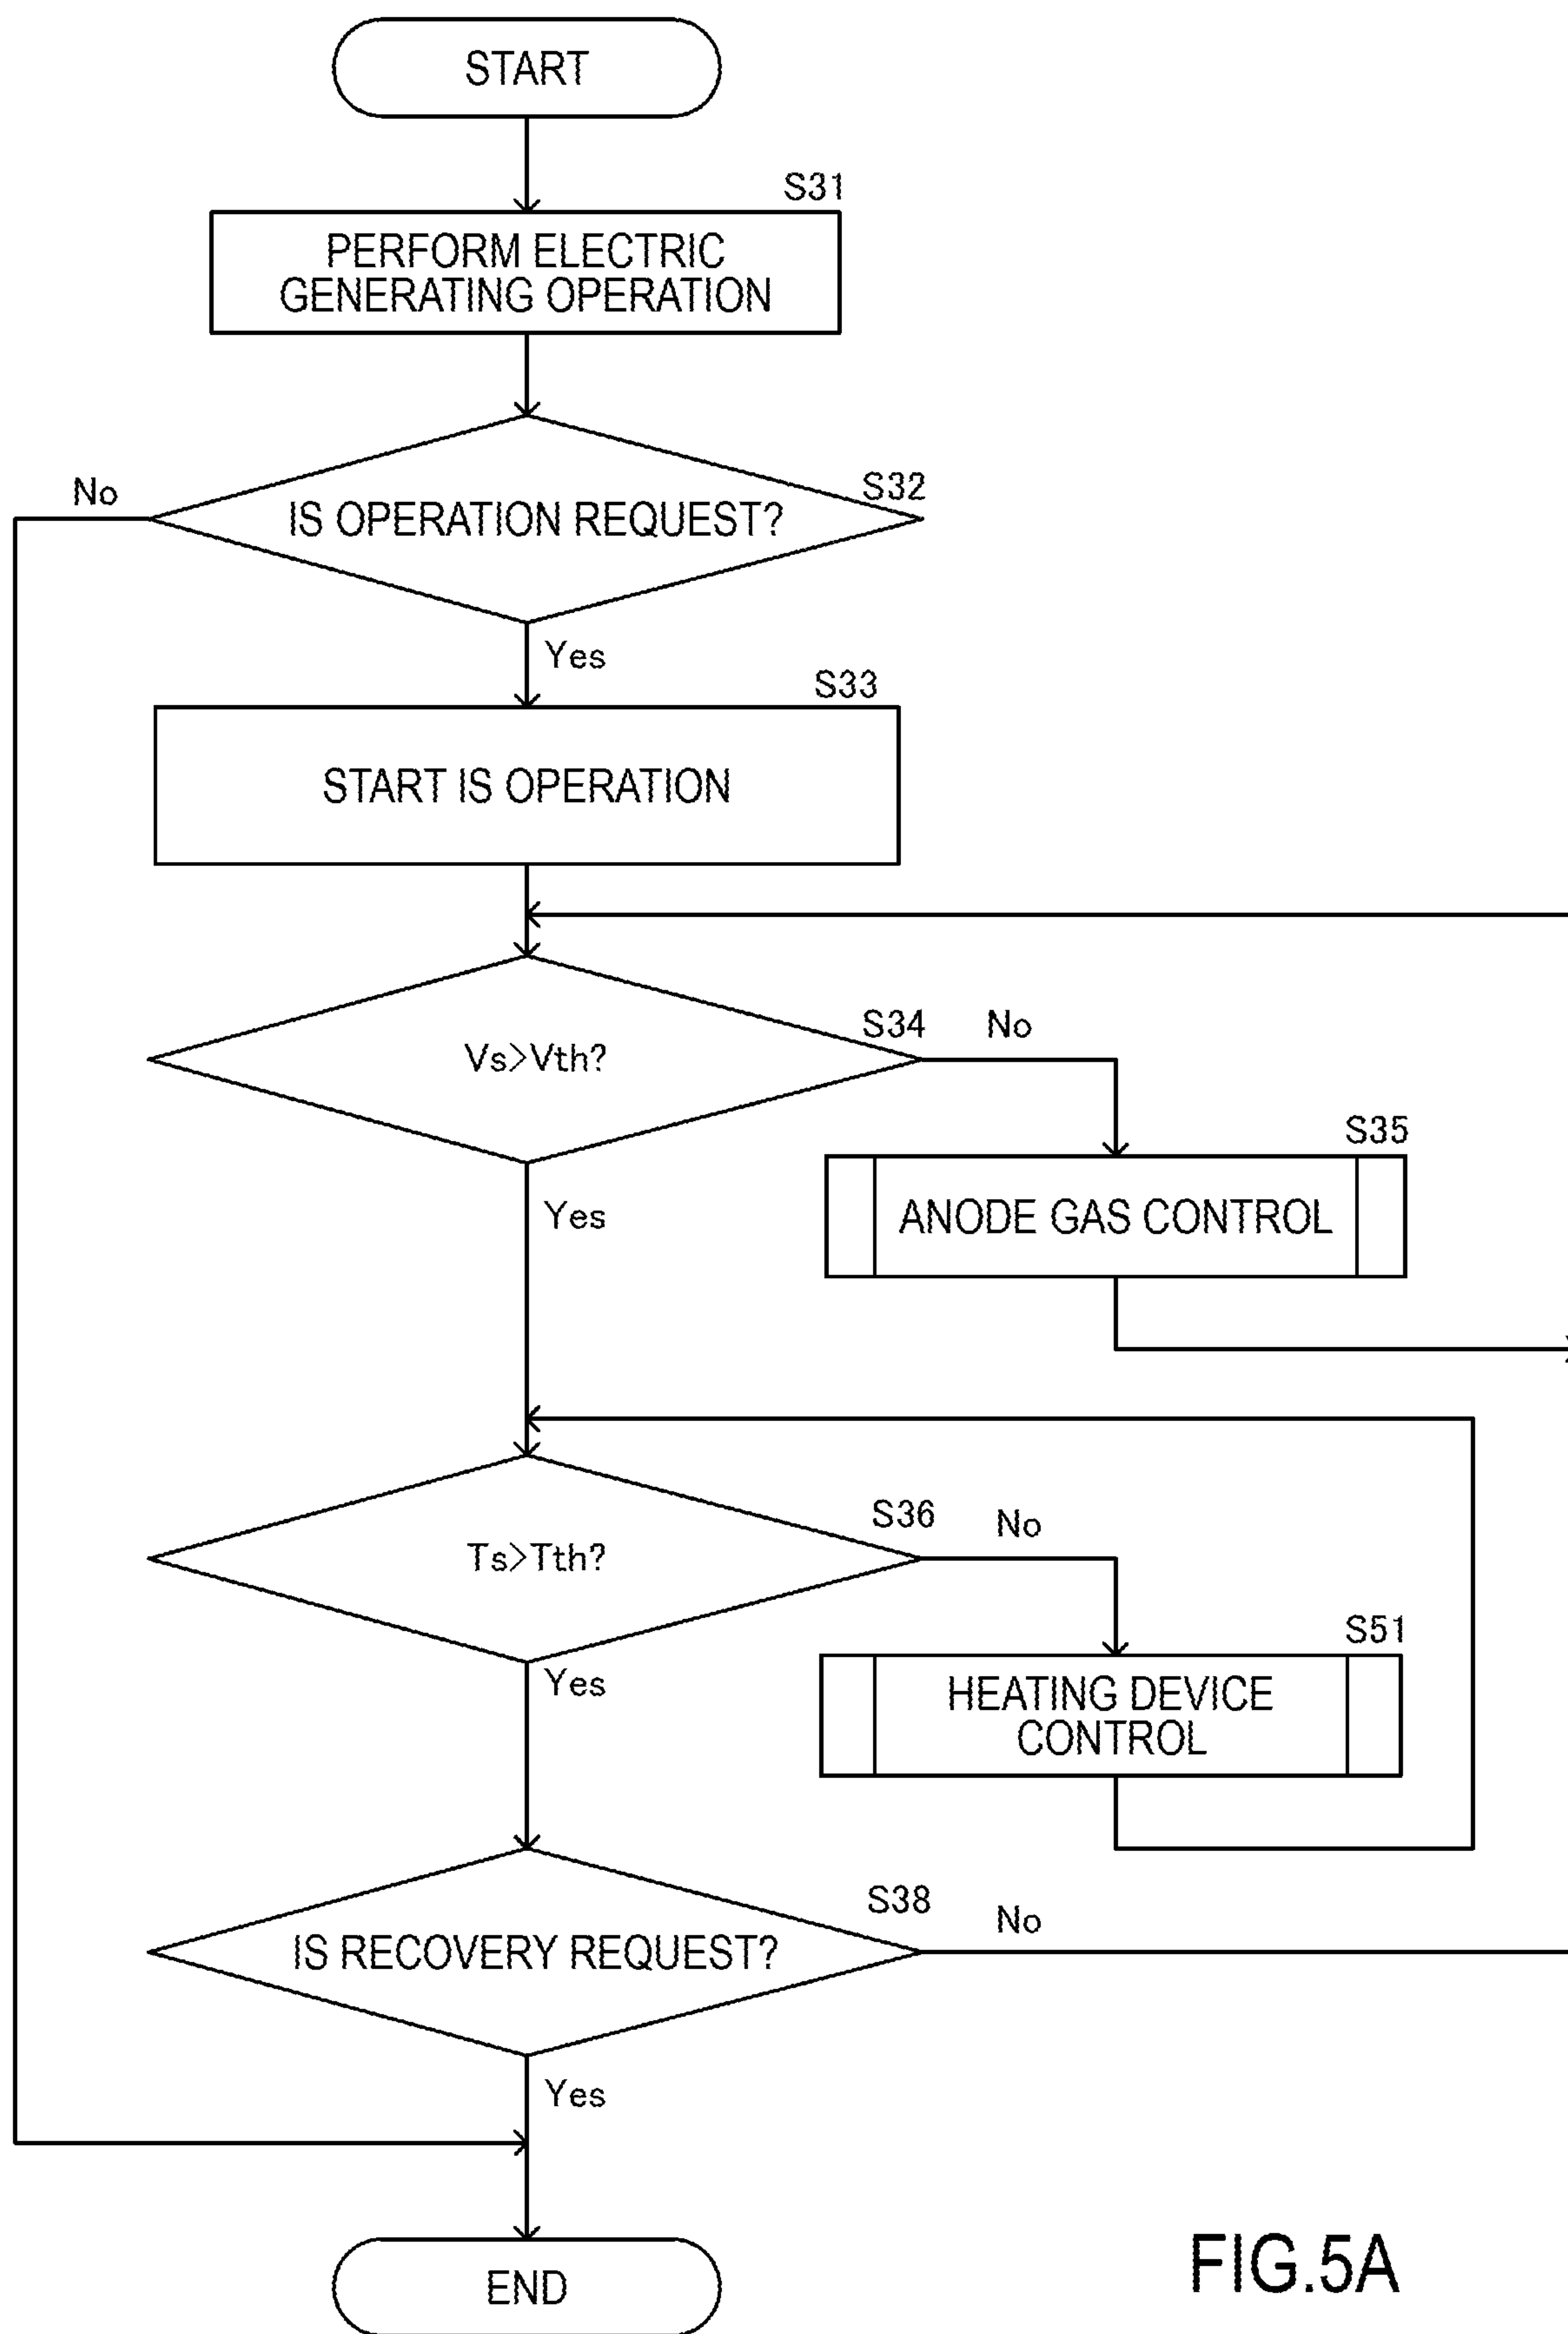 START
S31
PERFORM ELECTRIC
GENERATING OPERATION
No
S32
IS OPERATION REQUEST?
Yes
S33
START IS OPERATION
S34
No
Vs>Vth?
S35
Yes
ANODE GAS CONTROL
S36
No
Ts>Tth?
S51
Yes
HEATING DEVICE
CONTROL
S38
No
IS RECOVERY REQUEST?
Yes
FIG.5A
END